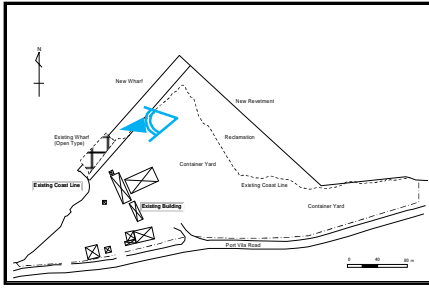 N
New Wharf
New Revetment
Existing Wharf
(Open Type)
Reclamation
Container Yard
Existing Coast Line
Existing Coast Line
Existing Building
Container Yard
Port Vila Road
0 40 80 m